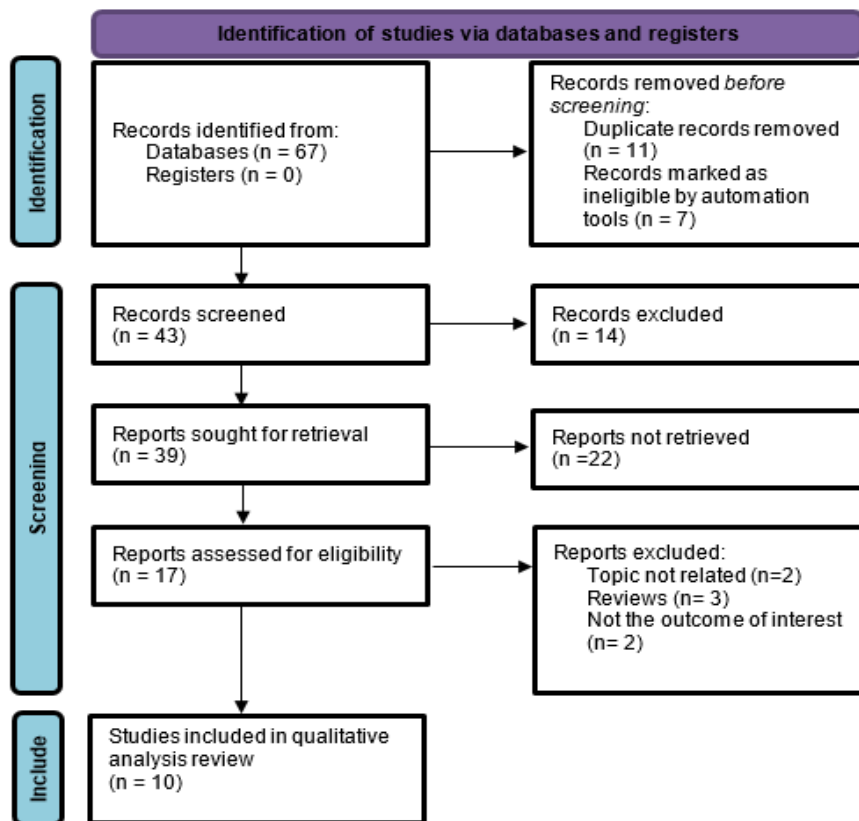 Identification of studies via databases and registers
Identification
Records identified from:
Databases (n = 67)
Registers (n = 0)
Records removed before
screening:
Duplicate records removed
(n = 11)
Records marked as
ineligible by automation
tools (n = 7)
Screening
Records screened
(n = 43)
Records excluded
(n = 14)
Reports sought for retrieval
(n = 39)
Reports not retrieved
(n =22)
Reports assessed for eligibility
(n = 17)
Reports excluded:
Topic not related (n=2)
Reviews (n= 3)
Not the outcome of interest
(n= 2)
Include
Studies included in qualitative
analysis review
(n = 10)